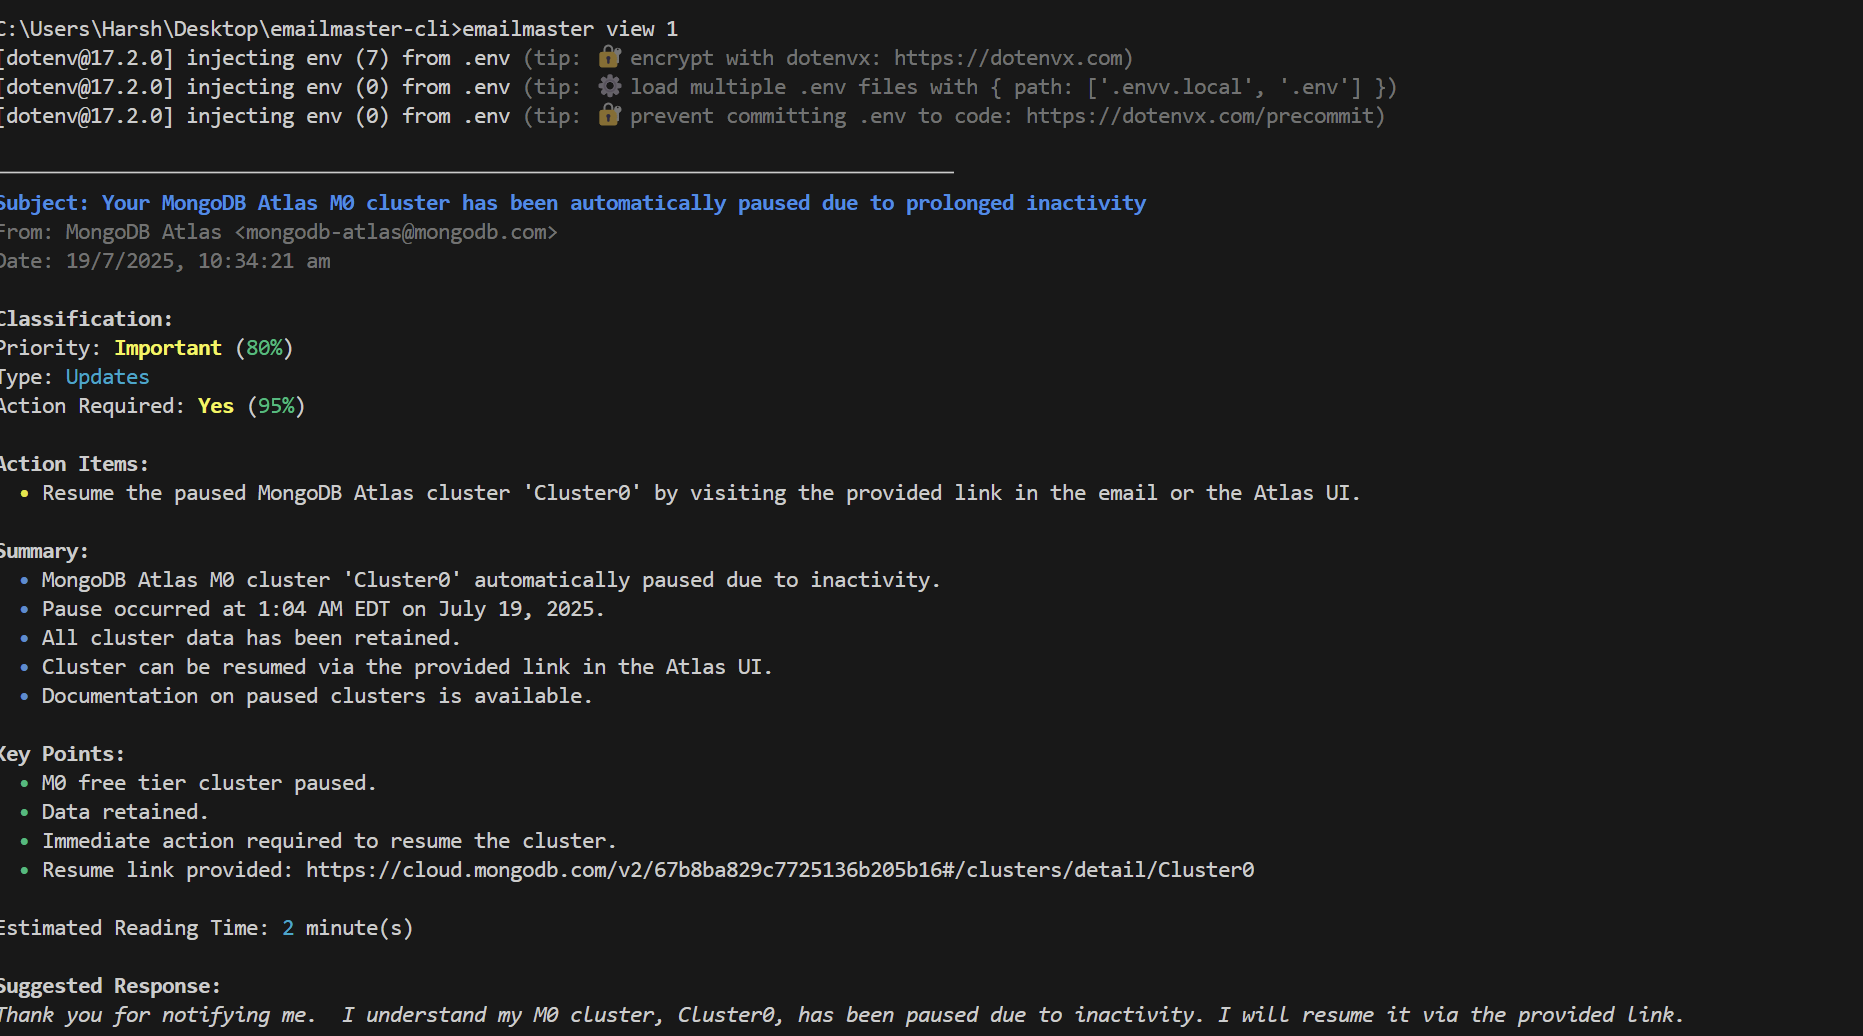 C:\Users\Harsh\Desktop\emailmaster-cli>emailmaster view 1
[dotenv@17.2.0] injecting env (7) from .env (tip: 🔐 encrypt with dotenvx: https://dotenvx.com)
[dotenv@17.2.0] injecting env (0) from .env (tip: ⚙️ load multiple .env files with { path: ['.envv.local', '.env'] })
[dotenv@17.2.0] injecting env (0) from .env (tip: 🔐 prevent committing .env to code: https://dotenvx.com/precommit)
Subject: Your MongoDB Atlas M0 cluster has been automatically paused due to prolonged inactivity
From: MongoDB Atlas <mongodb-atlas@mongodb.com>
Date: 19/7/2025, 10:34:21 am
Classification:
Priority: Important (80%)
Type: Updates
Action Required: Yes (95%)
Action Items:
• Resume the paused MongoDB Atlas cluster 'Cluster0' by visiting the provided link in the email or the Atlas UI.
Summary:
• MongoDB Atlas M0 cluster 'Cluster0' automatically paused due to inactivity.
• Pause occurred at 1:04 AM EDT on July 19, 2025.
• All cluster data has been retained.
• Cluster can be resumed via the provided link in the Atlas UI.
• Documentation on paused clusters is available.
Key Points:
• M0 free tier cluster paused.
• Data retained.
• Immediate action required to resume the cluster.
• Resume link provided: https://cloud.mongodb.com/v2/67b8ba829c7725136b205b16#/clusters/detail/Cluster0
Estimated Reading Time: 2 minute(s)
Suggested Response:
Thank you for notifying me.  I understand my M0 cluster, Cluster0, has been paused due to inactivity. I will resume it via the provided link.